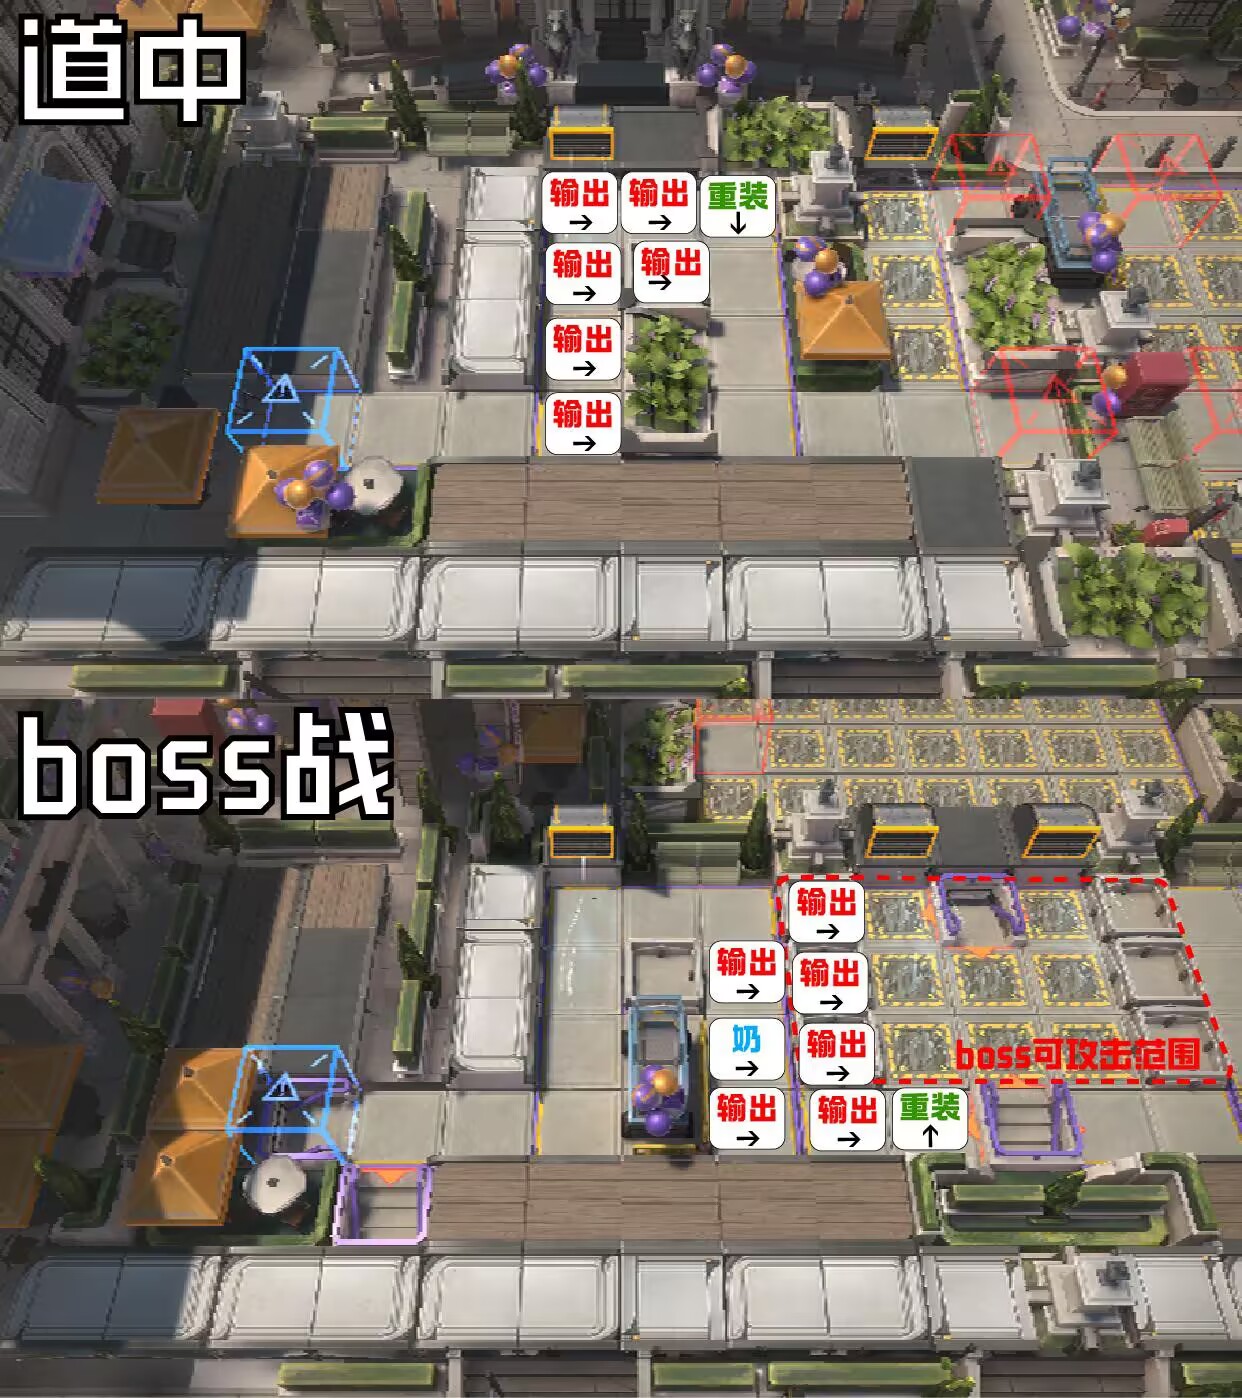 道中
输出 输出 重装
→ → ↓
输出 输出
→ →
输出
→
输出
→
boss战
输出
→
输出 输出
→ →
奶 输出
→ →
boss可攻击范围
输出 输出 重装
→ → ↑